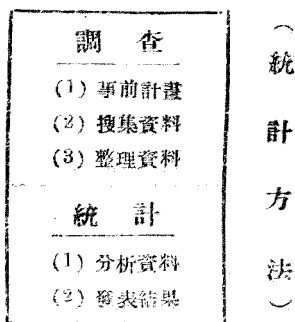 調查
(1) 事前計畫
(2) 搜集資料
(3) 整理資料
統計
(1) 分析資料
(2) 發表結果
（統計方法）